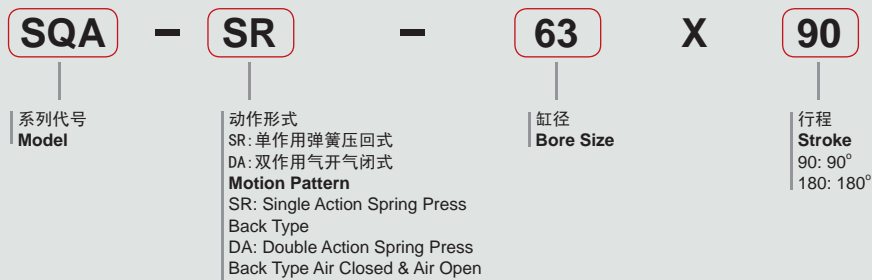 SQA - SR - 63 X 90
系列代号
Model
动作形式
SR:单作用弹簧压回式
DA:双作用气开气闭式
Motion Pattern
SR: Single Action Spring Press
Back Type
DA: Double Action Spring Press
Back Type Air Closed & Air Open
缸径
Bore Size
行程
Stroke
90: 90°
180: 180°